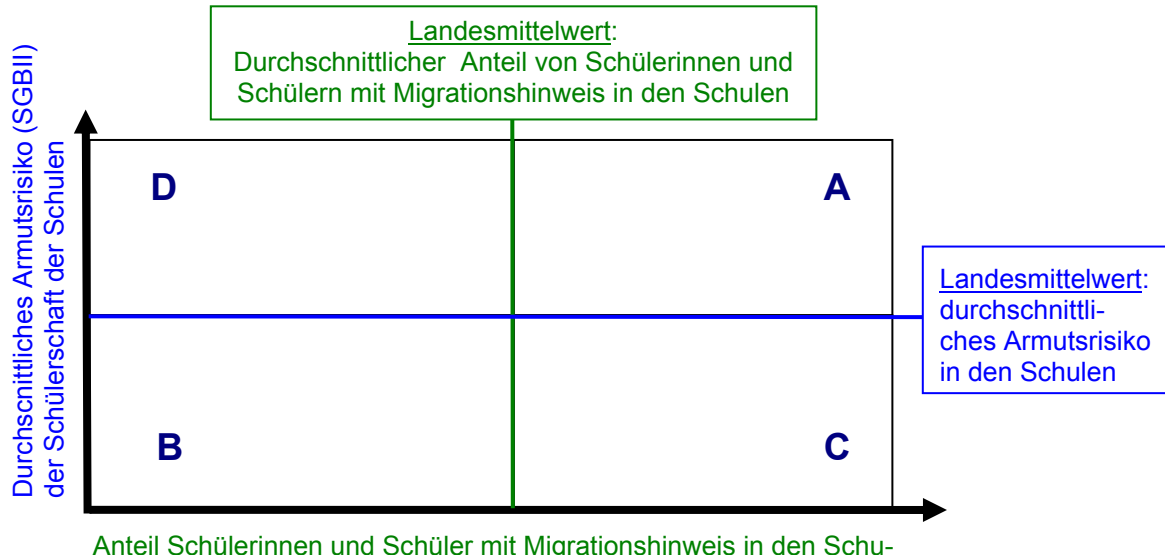 Landesmittelwert:
Durchschnittlicher Anteil von Schülerinnen und
Schülern mit Migrationshinweis in den Schulen
Durchscnittliches Armutsrisiko (SGBII)
der Schülerschaft der Schulen
D
A
Landesmittelwert:
durchschnittli-
ches Armutsrisiko
in den Schulen
B
C
Anteil Schülerinnen und Schüler mit Migrationshinweis in den Schu-